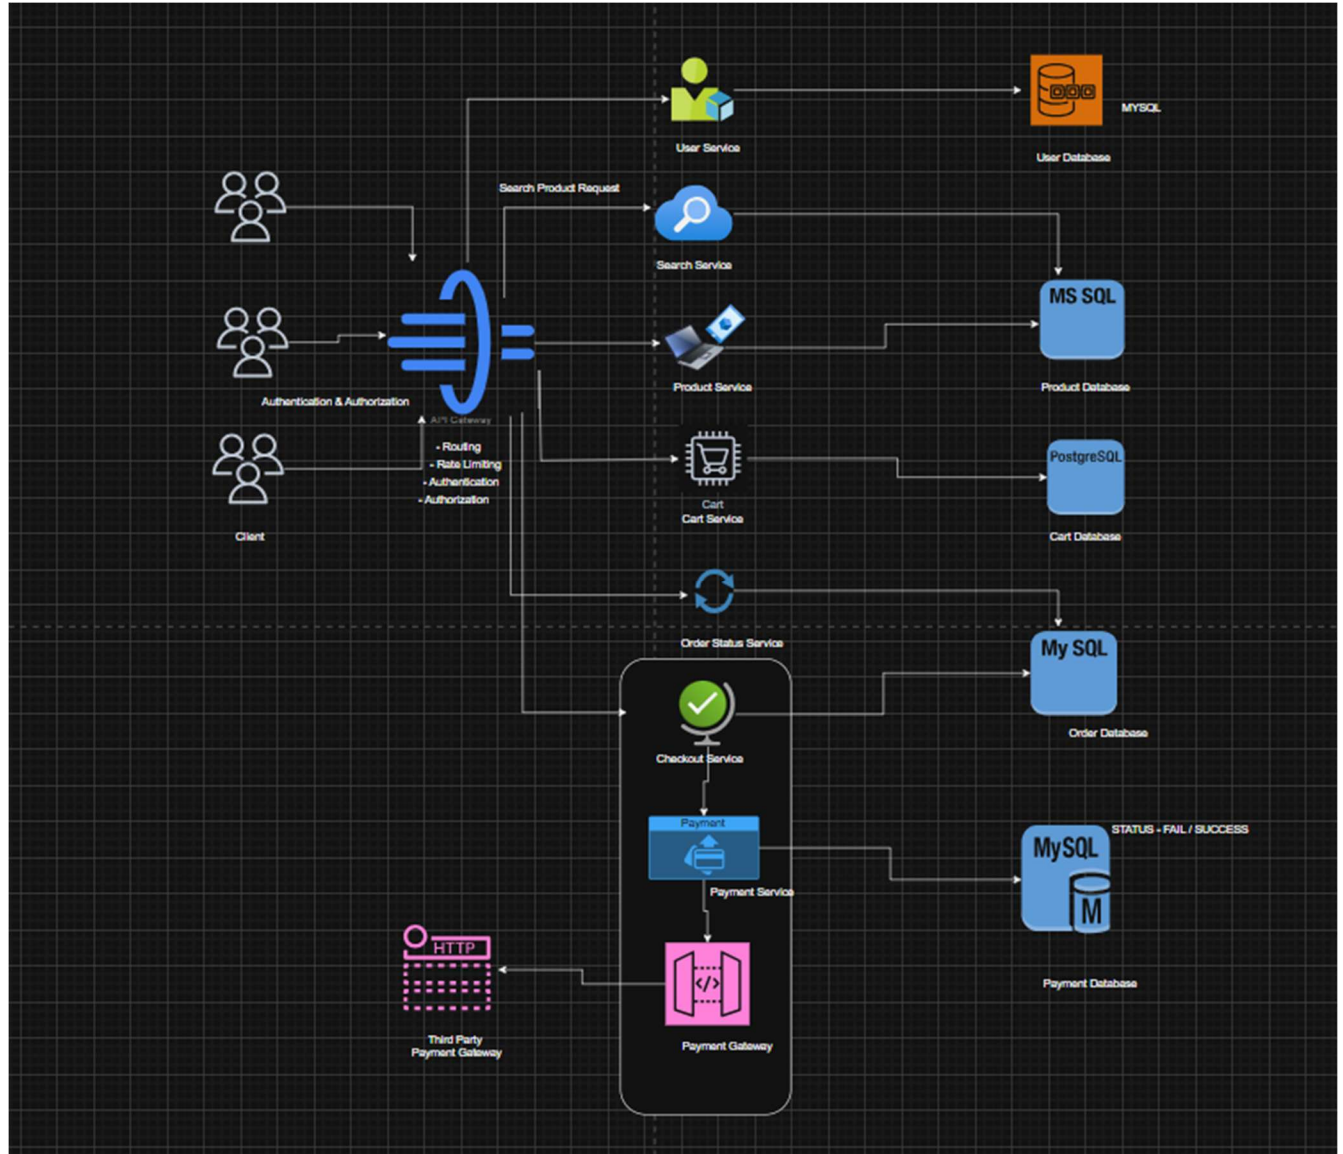 MYSQL
User Service
User Database
Search Product Request
Search Service
MS SQL
Product Service
Product Database
Authentication & Authorization
API Gateway
- Routing
- Rate Limiting
- Authentication
- Authorization
Client
PostgreSQL
Cart
Cart Service
Cart Database
Order Status Service
My SQL
Order Database
Checkout Service
Payment
STATUS - FAIL / SUCCESS
MySQL
Payment Service
M
HTTP
</>
Payment Database
Third Party
Payment Gateway
Payment Gateway